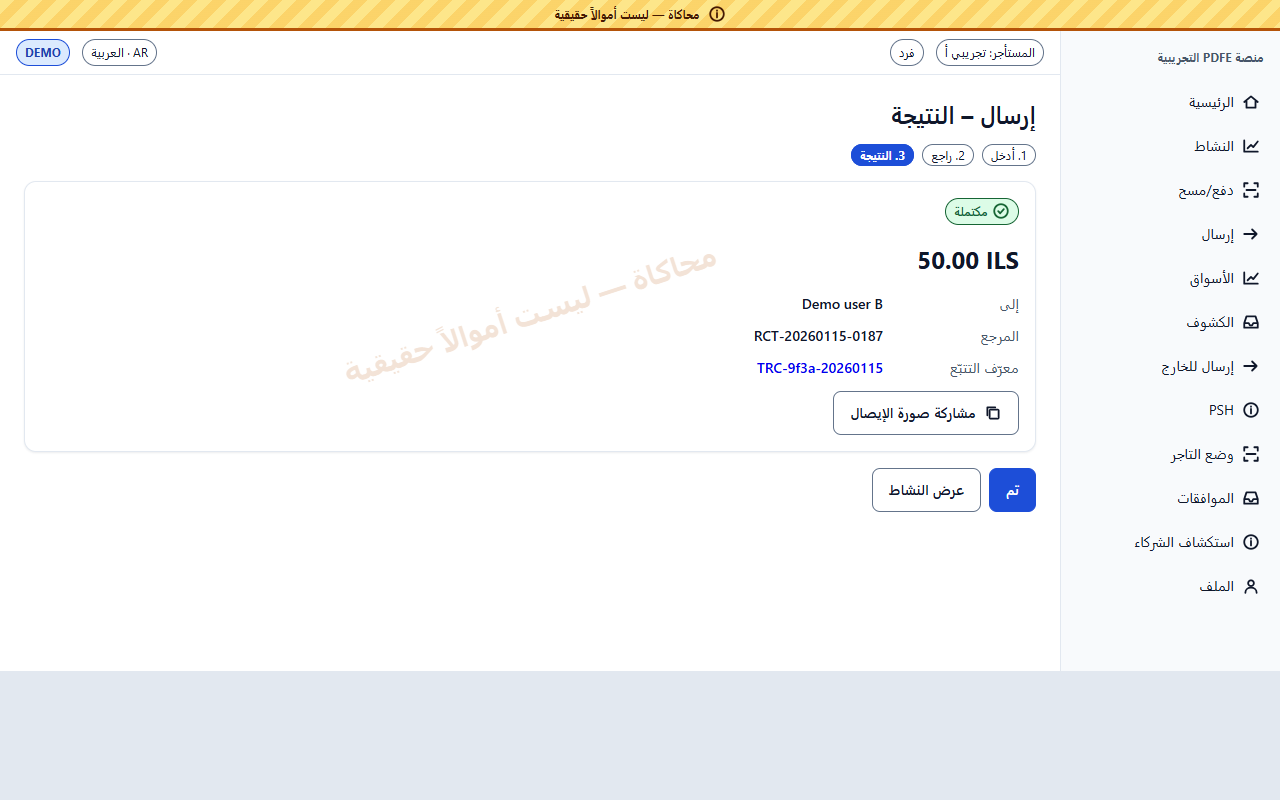 محاكاة — ليست أموالاً حقيقية
منصة PDFE التجريبية
الرئيسية
النشاط
دفع/مسح
إرسال
الأسواق
الكشوف
إرسال للخارج
PSH
وضع التاجر
الموافقات
استكشاف الشركاء
الملف
المستأجر: تجريبي أ
فرد
AR · العربية
DEMO
إرسال – النتيجة
1. أدخل
2. راجع
3. النتيجة
مكتملة
50.00 ILS
إلى Demo user B
المرجع RCT-20260115-0187
معرّف التتبّع TRC-9f3a-20260115
مشاركة صورة الإيصال
محاكاة — ليست أموالاً حقيقية
تم
عرض النشاط